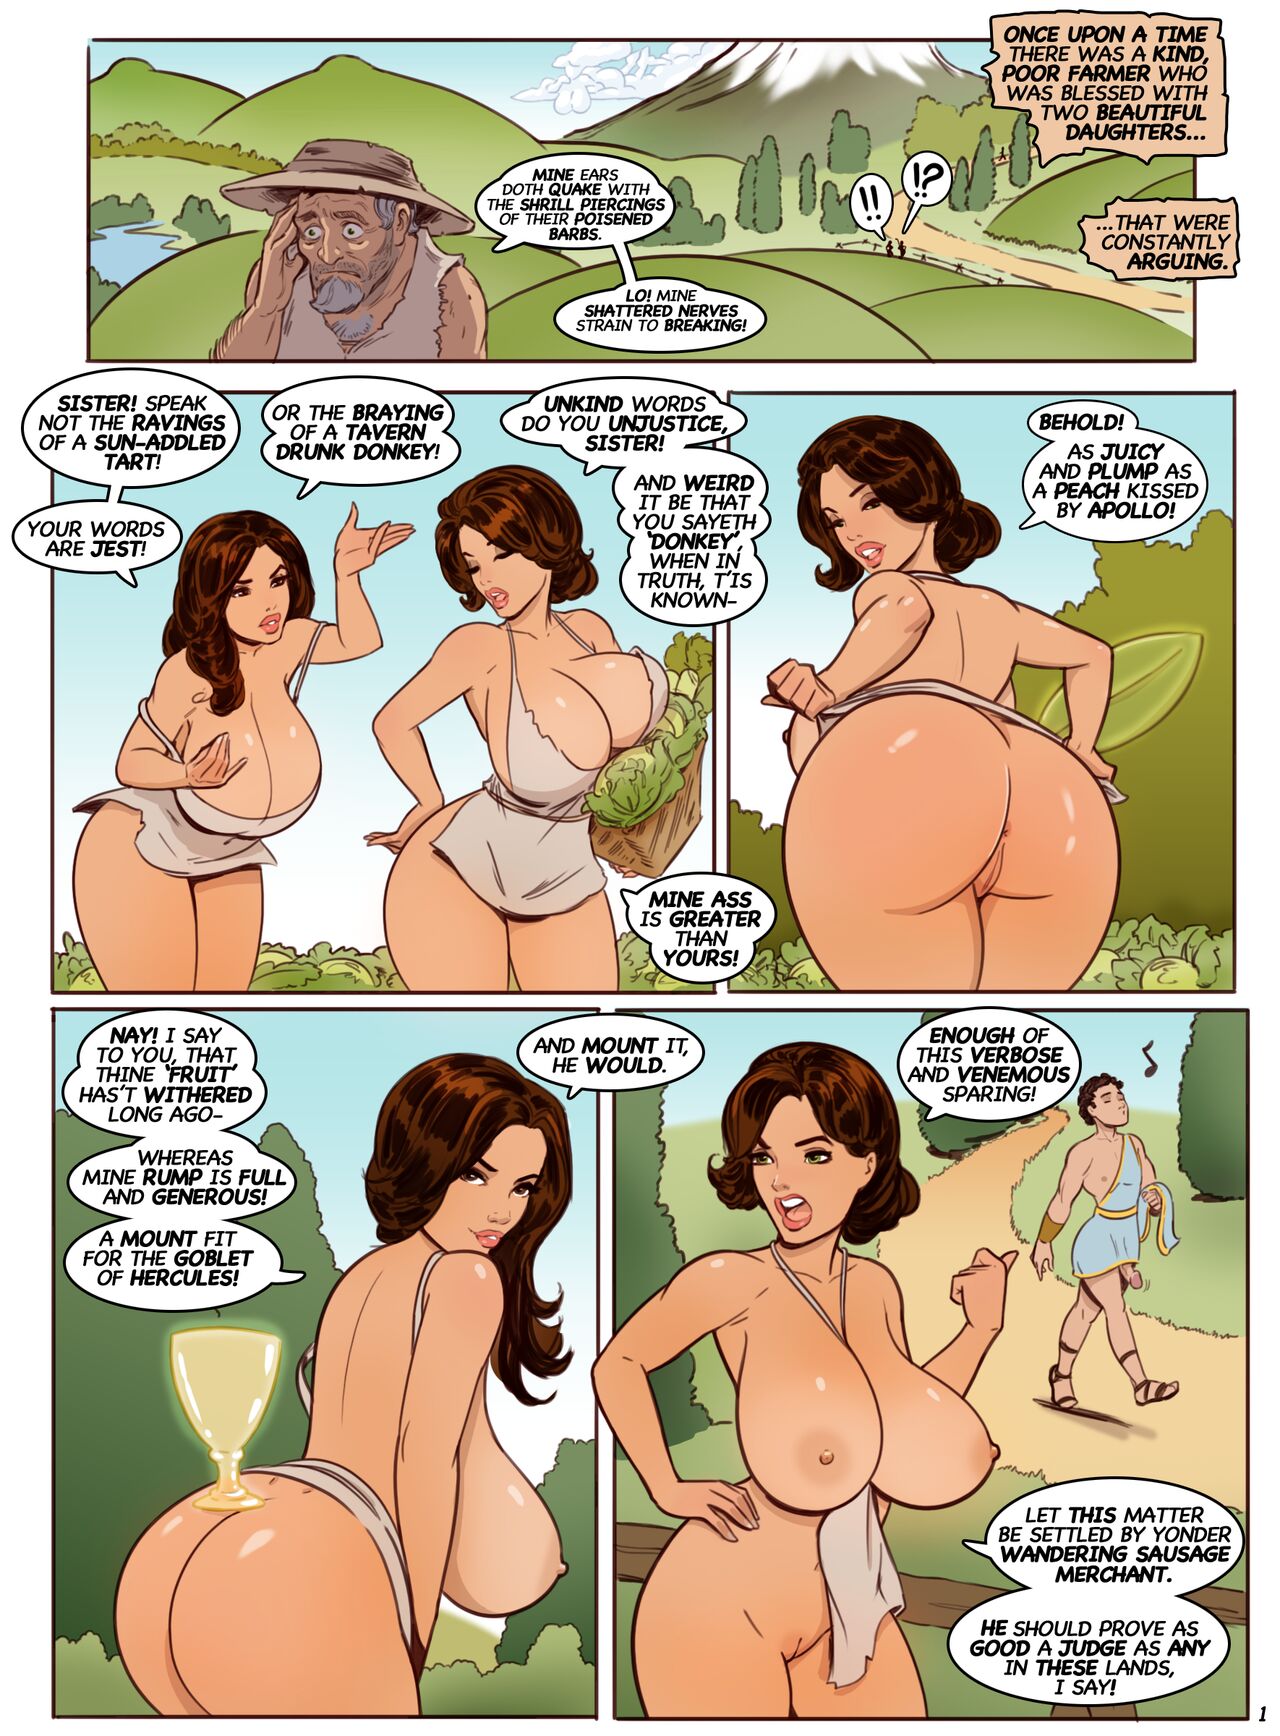 ONCE UPON A TIME
THERE WAS A KIND,
POOR FARMER WHO
WAS BLESSED WITH
TWO BEAUTIFUL
DAUGHTERS...
...THAT WERE
CONSTANTLY
ARGUING.
!!
!?
MINE EARS
DOTH QUAKE WITH
THE SHRILL PIERCINGS
OF THEIR POISENED
BARBS.
LO! MINE
SHATTERED NERVES
STRAIN TO BREAKING!
SISTER! SPEAK
NOT THE RAVINGS
OF A SUN-ADDLED
TART!
YOUR WORDS
ARE JEST!
OR THE BRAYING
OF A TAVERN
DRUNK DONKEY!
UNKIND WORDS
DO YOU UNJUSTICE,
SISTER!
AND WEIRD
IT BE THAT
YOU SAYETH
'DONKEY',
WHEN IN
TRUTH, T'IS
KNOWN-
MINE ASS
IS GREATER
THAN
YOURS!
BEHOLD!
AS JUICY
AND PLUMP AS
A PEACH KISSED
BY APOLLO!
NAY! I SAY
TO YOU, THAT
THINE 'FRUIT'
HAS'T WITHERED
LONG AGO-
WHEREAS
MINE RUMP IS FULL
AND GENEROUS!
A MOUNT FIT
FOR THE GOBLET
OF HERCULES!
AND MOUNT IT,
HE WOULD.
ENOUGH OF
THIS VERBOSE
AND VENEMOUS
SPARING!
LET THIS MATTER
BE SETTLED BY YONDER
WANDERING SAUSAGE
MERCHANT.
HE SHOULD PROVE AS
GOOD A JUDGE AS ANY
IN THESE LANDS,
I SAY!
1